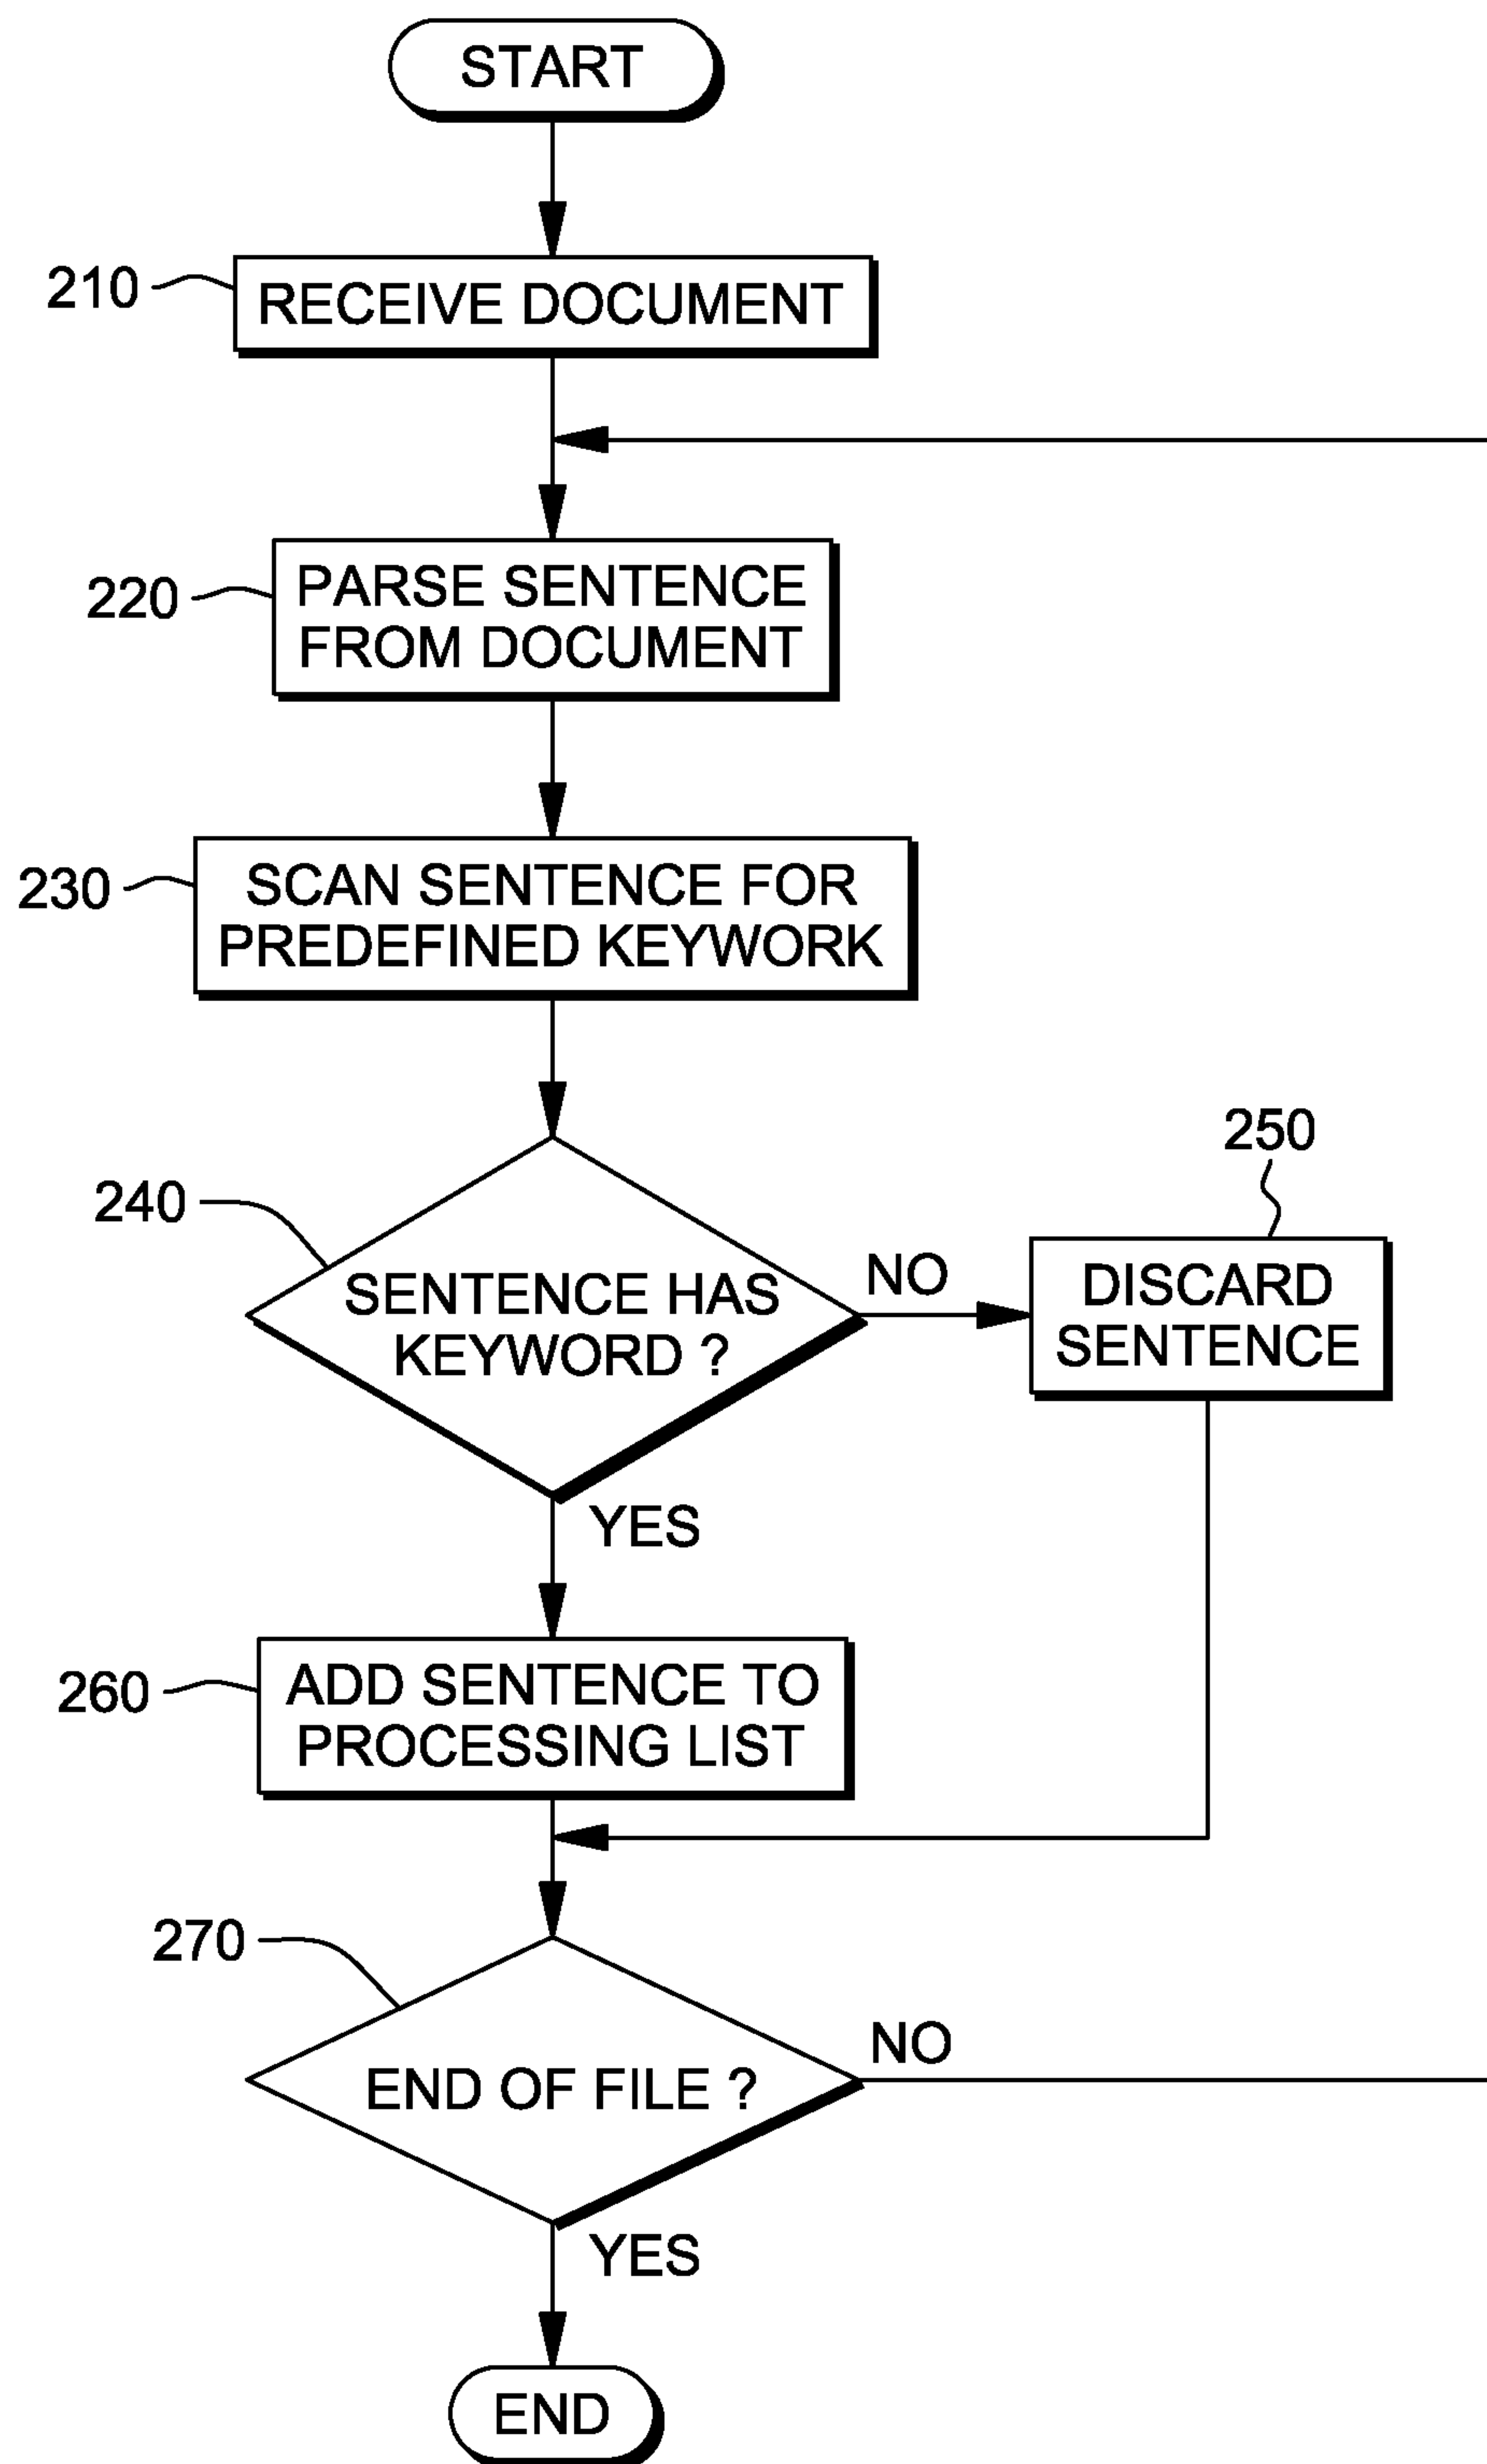 START
210
RECEIVE DOCUMENT
220
PARSE SENTENCE
FROM DOCUMENT
230
SCAN SENTENCE FOR
PREDEFINED KEYWORK
240
SENTENCE HAS
KEYWORD ?
NO
250
DISCARD
SENTENCE
YES
260
ADD SENTENCE TO
PROCESSING LIST
270
END OF FILE ?
NO
YES
END